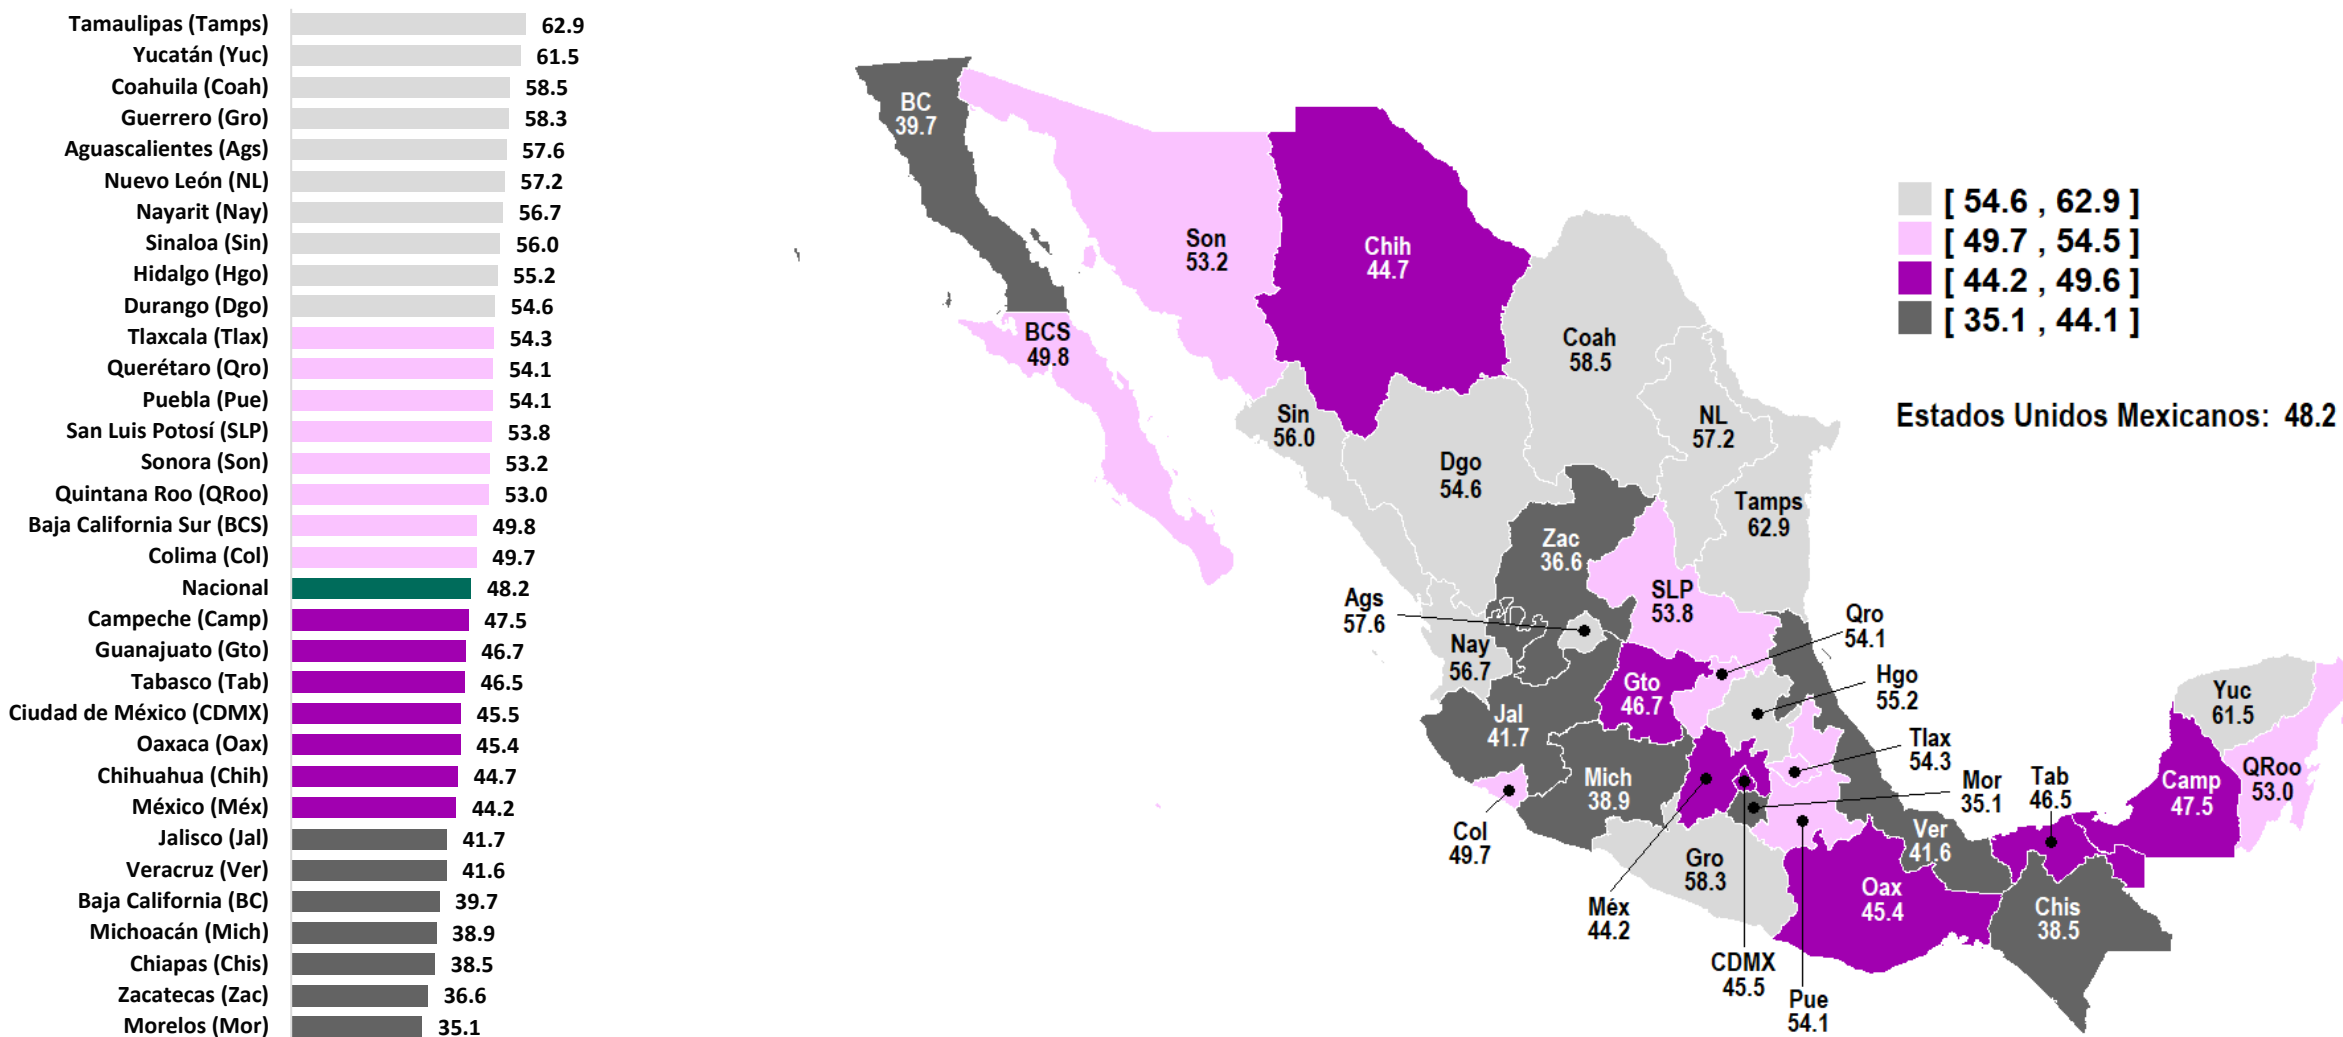 Tamaulipas (Tamps) 62.9
Yucatán (Yuc) 61.5
Coahuila (Coah) 58.5
Guerrero (Gro) 58.3
Aguascalientes (Ags) 57.6
Nuevo León (NL) 57.2
Nayarit (Nay) 56.7
Sinaloa (Sin) 56.0
Hidalgo (Hgo) 55.2
Durango (Dgo) 54.6
Tlaxcala (Tlax) 54.3
Querétaro (Qro) 54.1
Puebla (Pue) 54.1
San Luis Potosí (SLP) 53.8
Sonora (Son) 53.2
Quintana Roo (QRoo) 53.0
Baja California Sur (BCS) 49.8
Colima (Col) 49.7
Nacional 48.2
Campeche (Camp) 47.5
Guanajuato (Gto) 46.7
Tabasco (Tab) 46.5
Ciudad de México (CDMX) 45.5
Oaxaca (Oax) 45.4
Chihuahua (Chih) 44.7
México (Méx) 44.2
Jalisco (Jal) 41.7
Veracruz (Ver) 41.6
Baja California (BC) 39.7
Michoacán (Mich) 38.9
Chiapas (Chis) 38.5
Zacatecas (Zac) 36.6
Morelos (Mor) 35.1
BC
39.7
Son
53.2
Chih
44.7
BCS
49.8
Coah
58.5
Sin
56.0
NL
57.2
Dgo
54.6
Tamps
62.9
Zac
36.6
SLP
53.8
Ags
57.6
Nay
56.7
Qro
54.1
Gto
46.7
Hgo
55.2
Jal
41.7
Tlax
54.3
Mich
38.9
Mor
35.1
Tab
46.5
Yuc
61.5
QRoo
53.0
Camp
47.5
Col
49.7
Ver
41.6
Gro
58.3
Oax
45.4
Méx
44.2
Chis
38.5
CDMX
45.5
Pue
54.1
[ 54.6 , 62.9 ]
[ 49.7 , 54.5 ]
[ 44.2 , 49.6 ]
[ 35.1 , 44.1 ]
Estados Unidos Mexicanos: 48.2